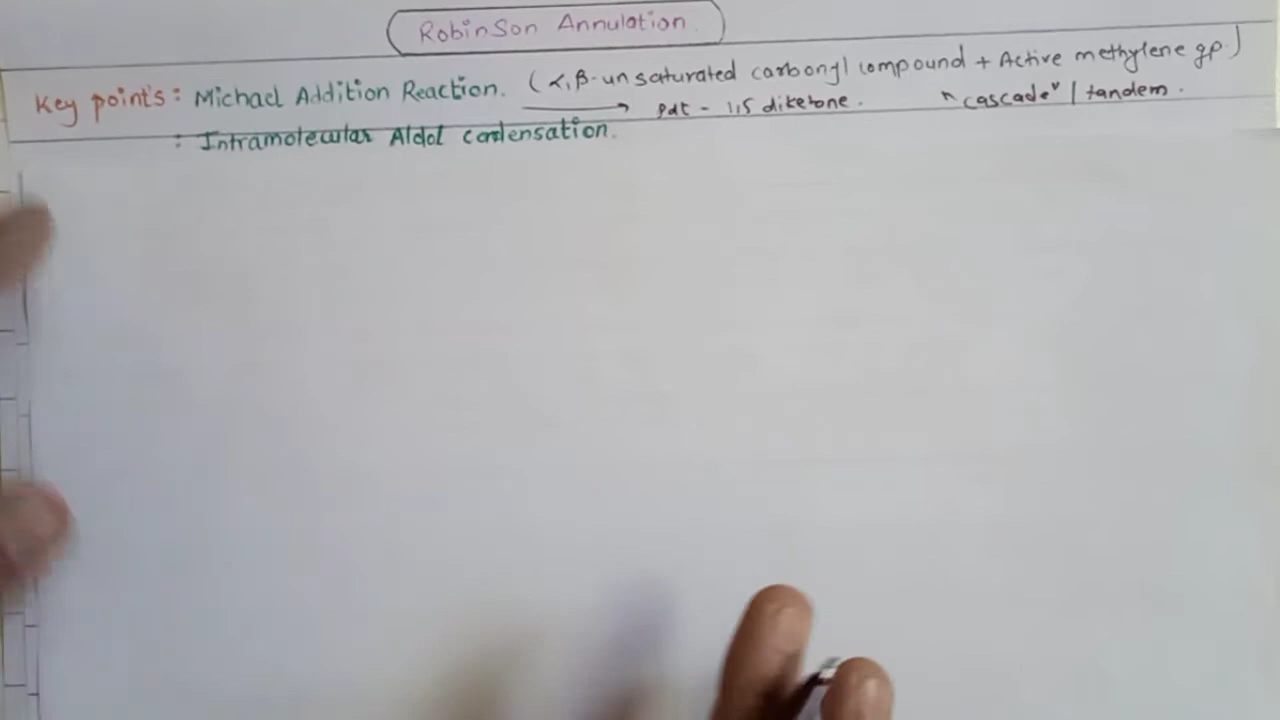 Robinson Annulation.
Key points: Michael Addition Reaction. (α,β-unsaturated carbonyl compound + Active methylene gp.)
→ pdt - 1,5 diketone. "cascade" / tandem.
: Intramolecular Aldol condensation.